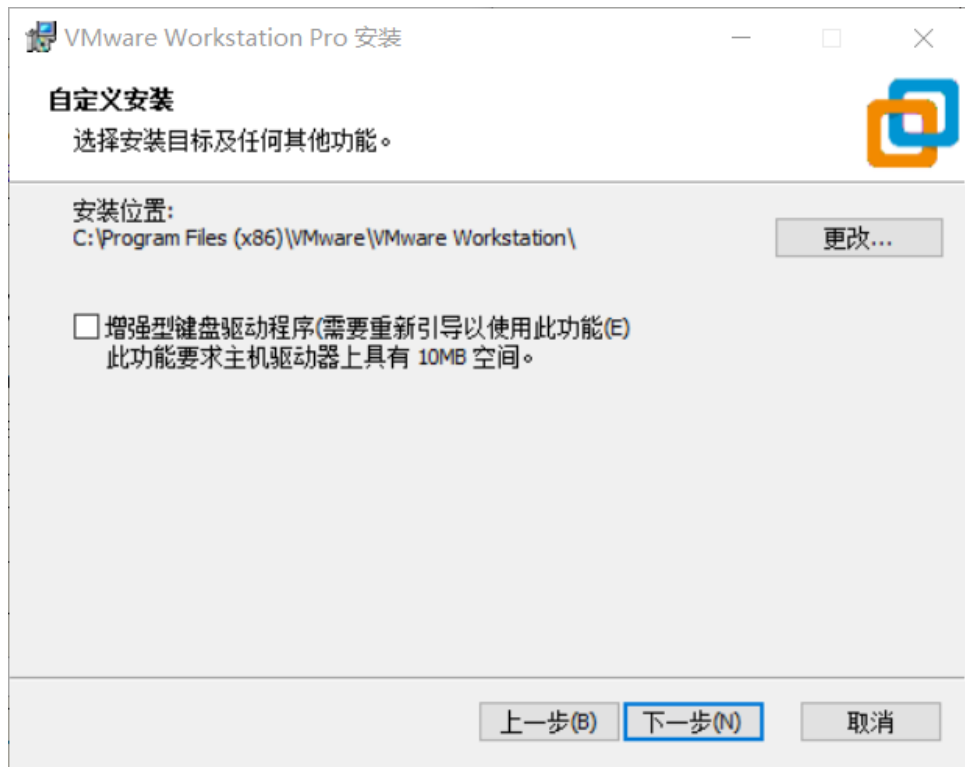 VMware Workstation Pro 安装
自定义安装
选择安装目标及任何其他功能。
安装位置:
C:\Program Files (x86)\VMware\VMware Workstation\
更改...
增强型键盘驱动程序(需要重新引导以使用此功能(E)
此功能要求主机驱动器上具有 10MB 空间。
上一步(B)
下一步(N)
取消